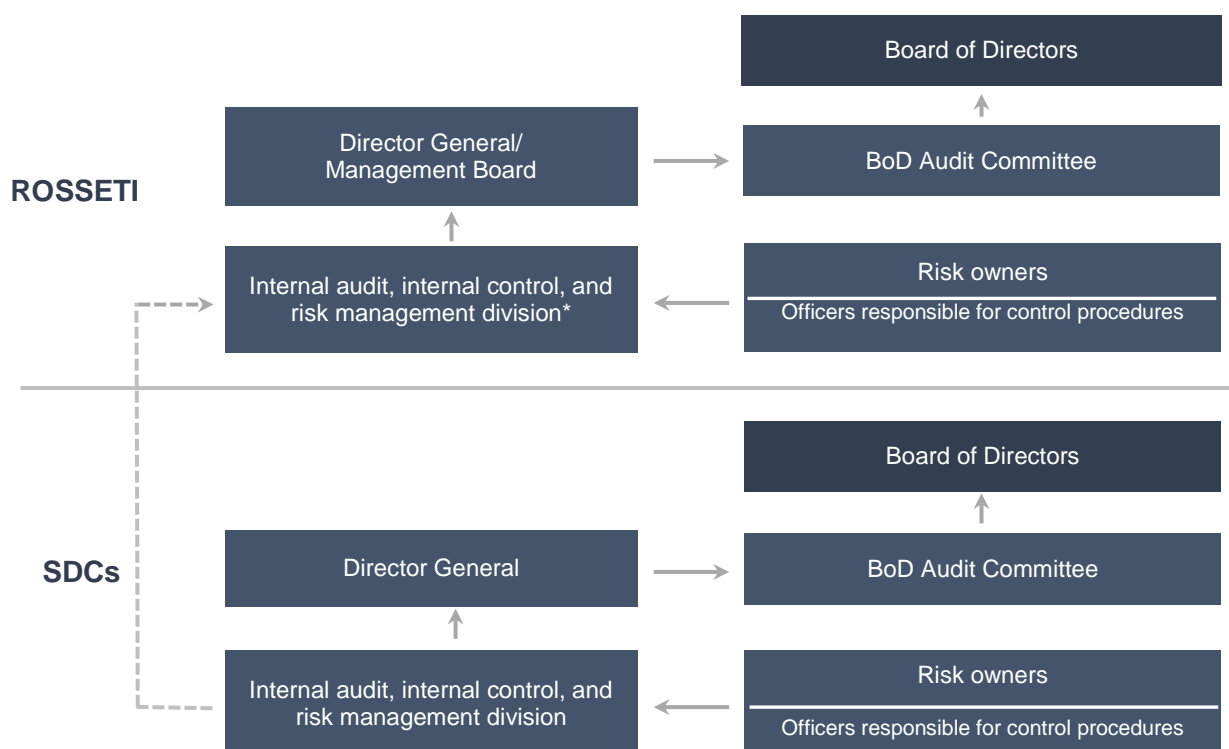 Board of Directors
Director General/
Management Board
BoD Audit Committee
ROSSETI
Internal audit, internal control, and
risk management division*
Risk owners
Officers responsible for control procedures
Board of Directors
Director General
BoD Audit Committee
SDCs
Internal audit, internal control, and
risk management division
Risk owners
Officers responsible for control procedures